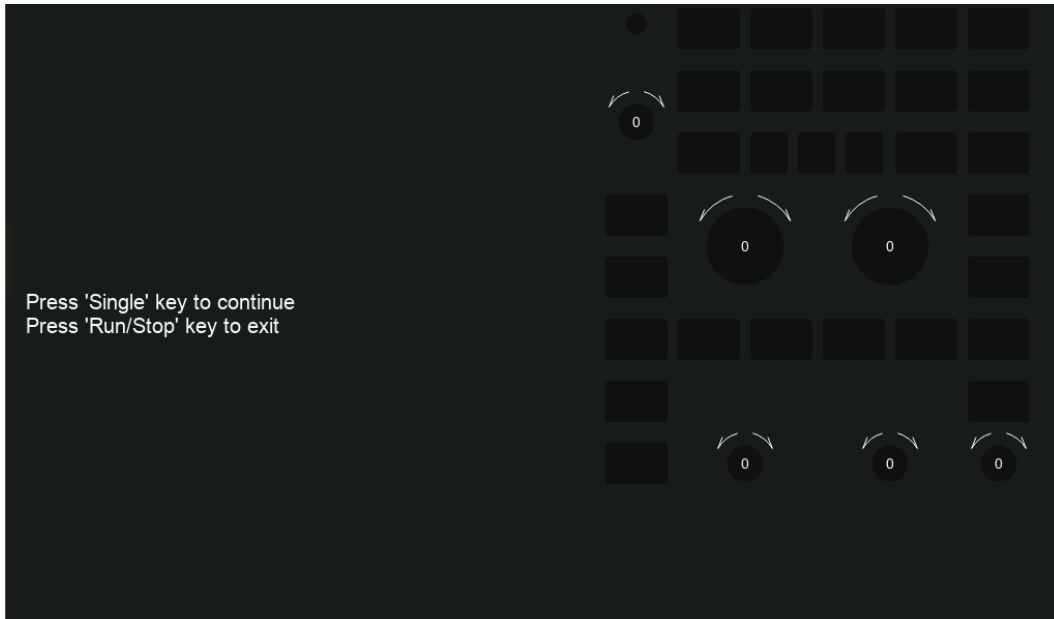 0
0 0
Press 'Single' key to continue
Press 'Run/Stop' key to exit
0 0 0